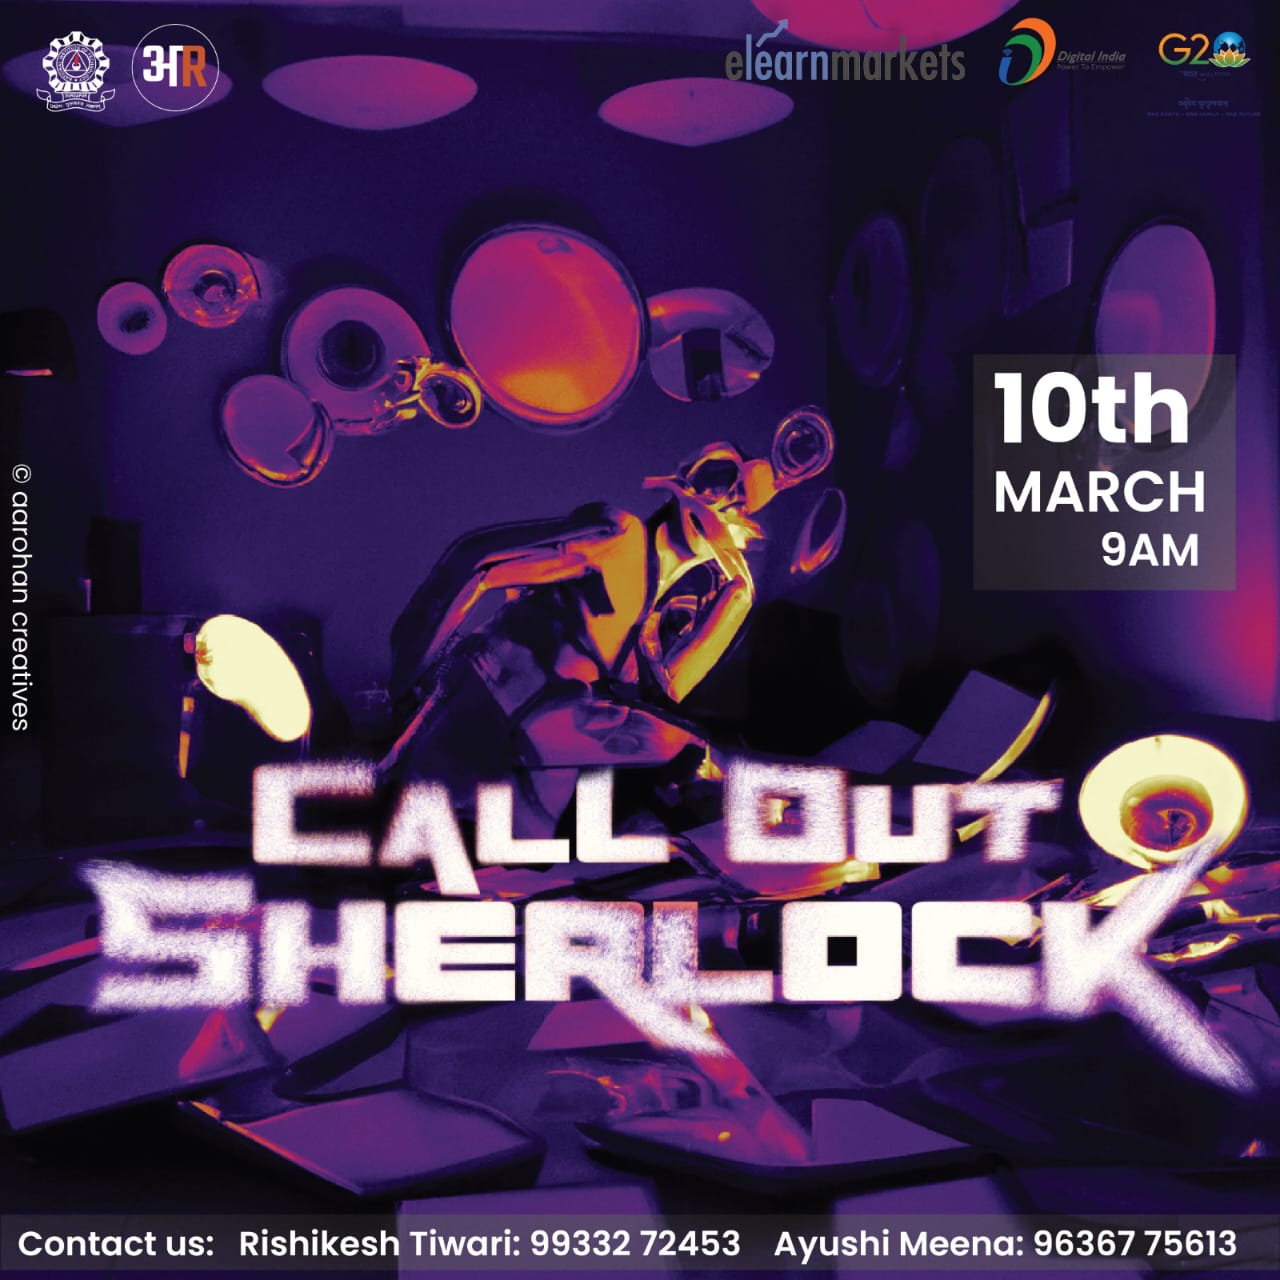 अR
elearnmarkets
Digital India
Power To Empower
G20
10th
MARCH
9AM
© aarohan creatives
CALL OUT
SHERLOCK
Contact us: Rishikesh Tiwari: 99332 72453 Ayushi Meena: 96367 75613